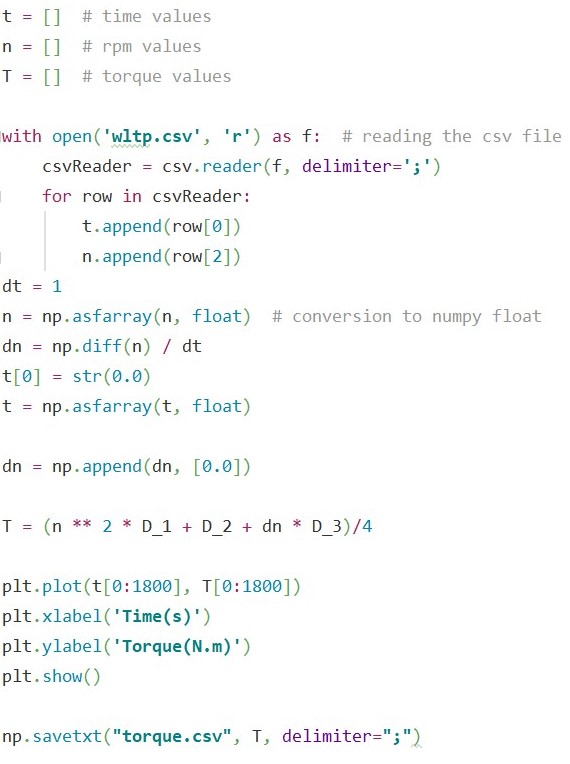 t = []  # time values
n = []  # rpm values
T = []  # torque values
with open('wltp.csv', 'r') as f:  # reading the csv file
    csvReader = csv.reader(f, delimiter=';')
    for row in csvReader:
        t.append(row[0])
        n.append(row[2])
dt = 1
n = np.asfarray(n, float)  # conversion to numpy float
dn = np.diff(n) / dt
t[0] = str(0.0)
t = np.asfarray(t, float)
dn = np.append(dn, [0.0])
T = (n ** 2 * D_1 + D_2 + dn * D_3)/4
plt.plot(t[0:1800], T[0:1800])
plt.xlabel('Time(s)')
plt.ylabel('Torque(N.m)')
plt.show()
np.savetxt("torque.csv", T, delimiter=";")